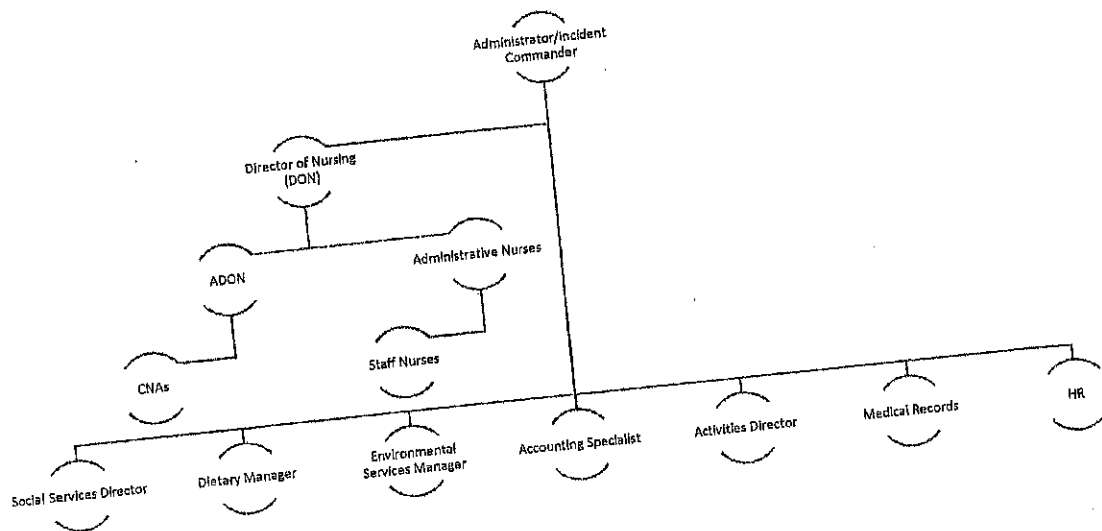 Administrator/Incident
Commander
Director of Nursing
(DON)
ADON
Administrative Nurses
CNAs
Staff Nurses
Social Services Director
Dietary Manager
Environmental
Services Manager
Accounting Specialist
Activities Director
Medical Records
HR